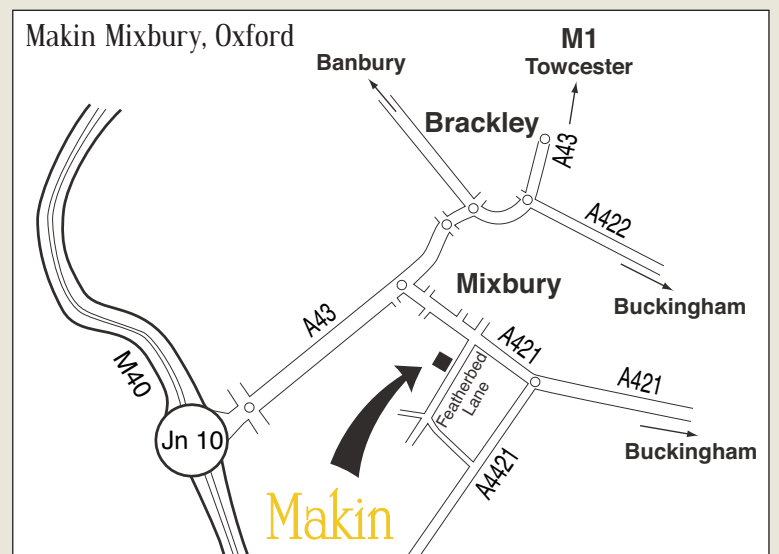 Makin Mixbury, Oxford
M1
Towcester
Banbury
Brackley
A43
A422
Mixbury
Buckingham
A43
A421
M40
Featherbed
Lane
A421
Jn 10
Buckingham
A4421
Makin